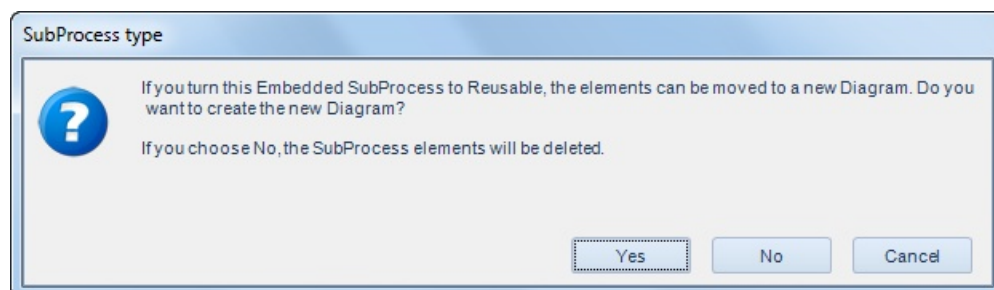 SubProcess type
If you turn this Embedded SubProcess to Reusable, the elements can be moved to a new Diagram. Do you
want to create the new Diagram?
If you choose No, the SubProcess elements will be deleted.
Yes No Cancel